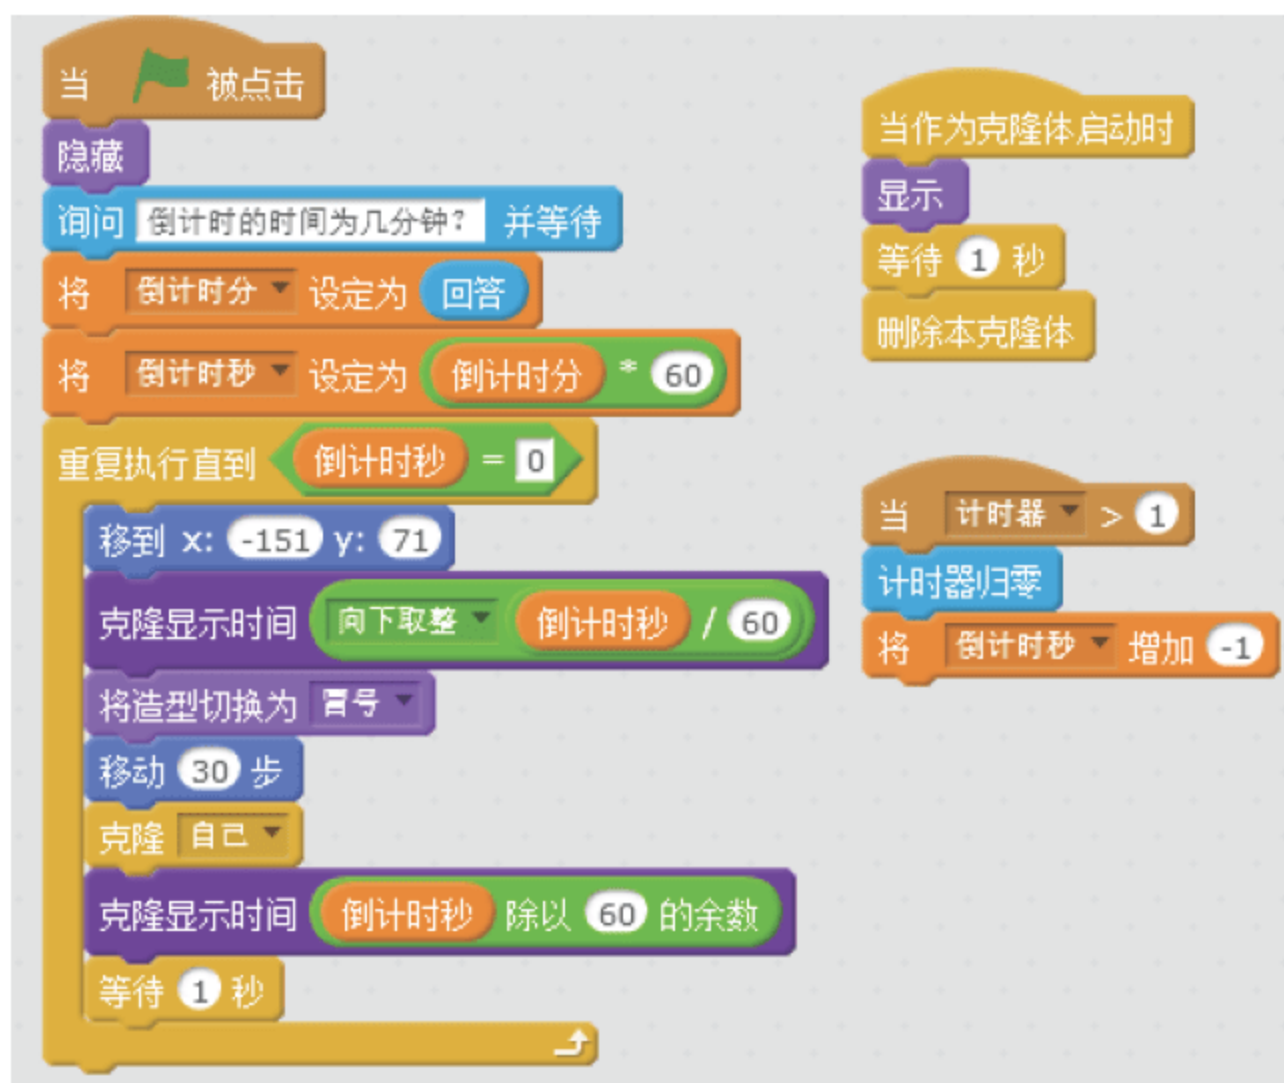 当 被点击
隐藏
询问 倒计时的时间为几分钟? 并等待
将 倒计时分 设定为 回答
将 倒计时秒 设定为 倒计时分 * 60
重复执行直到 倒计时秒 = 0
移到 x: -151 y: 71
克隆显示时间 向下取整 倒计时秒 / 60
将造型切换为 冒号
移动 30 步
克隆 自己
克隆显示时间 倒计时秒 除以 60 的余数
等待 1 秒
当作为克隆体启动时
显示
等待 1 秒
删除本克隆体
当 计时器 > 1
计时器归零
将 倒计时秒 增加 -1